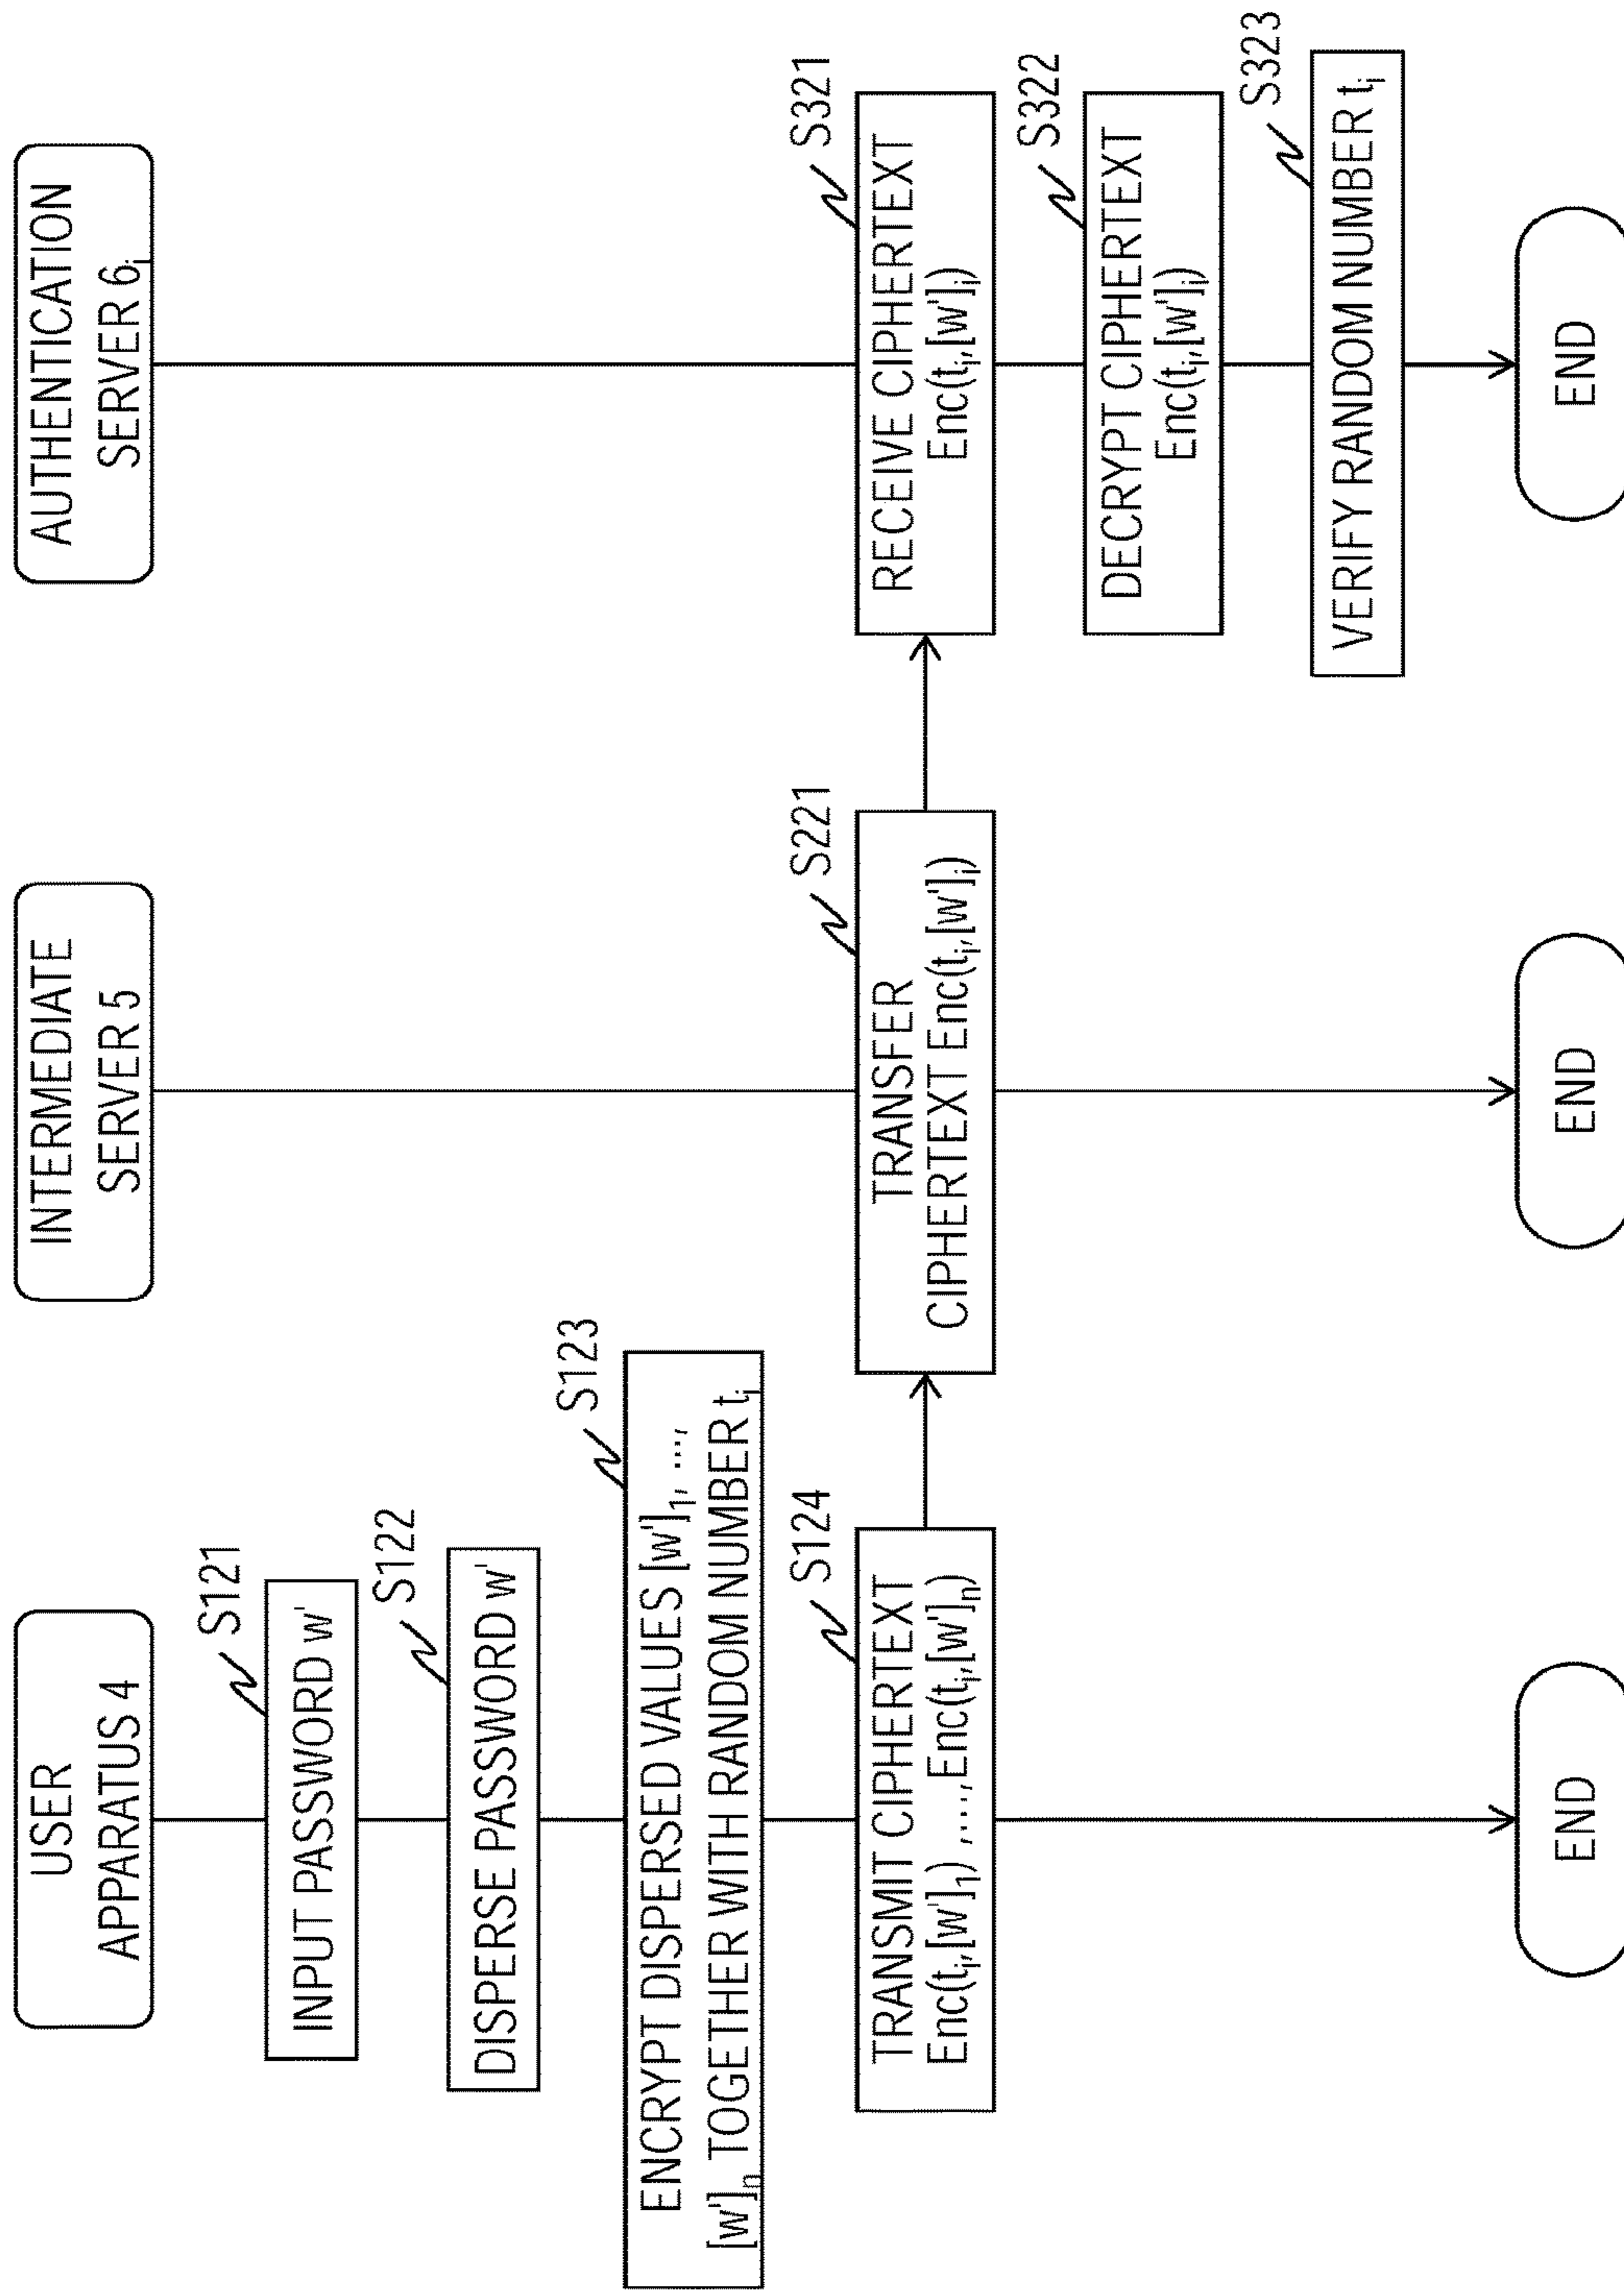 USER
APPARATUS 4
INTERMEDIATE
SERVER 5
AUTHENTICATION
SERVER 6i
S121
INPUT PASSWORD w'
S122
DISPERSE PASSWORD w'
S123
ENCRYPT DISPERSED VALUES [w']1, ...,
[w']n TOGETHER WITH RANDOM NUMBER ti
S124
TRANSMIT CIPHERTEXT
Enc(ti,[w']1) ,..., Enc(ti,[w']n)
S221
TRANSFER
CIPHERTEXT Enc(ti,[w']i)
S321
RECEIVE CIPHERTEXT
Enc(ti,[w']i)
S322
DECRYPT CIPHERTEXT
Enc(ti,[w']i)
S323
VERIFY RANDOM NUMBER ti
END
END
END